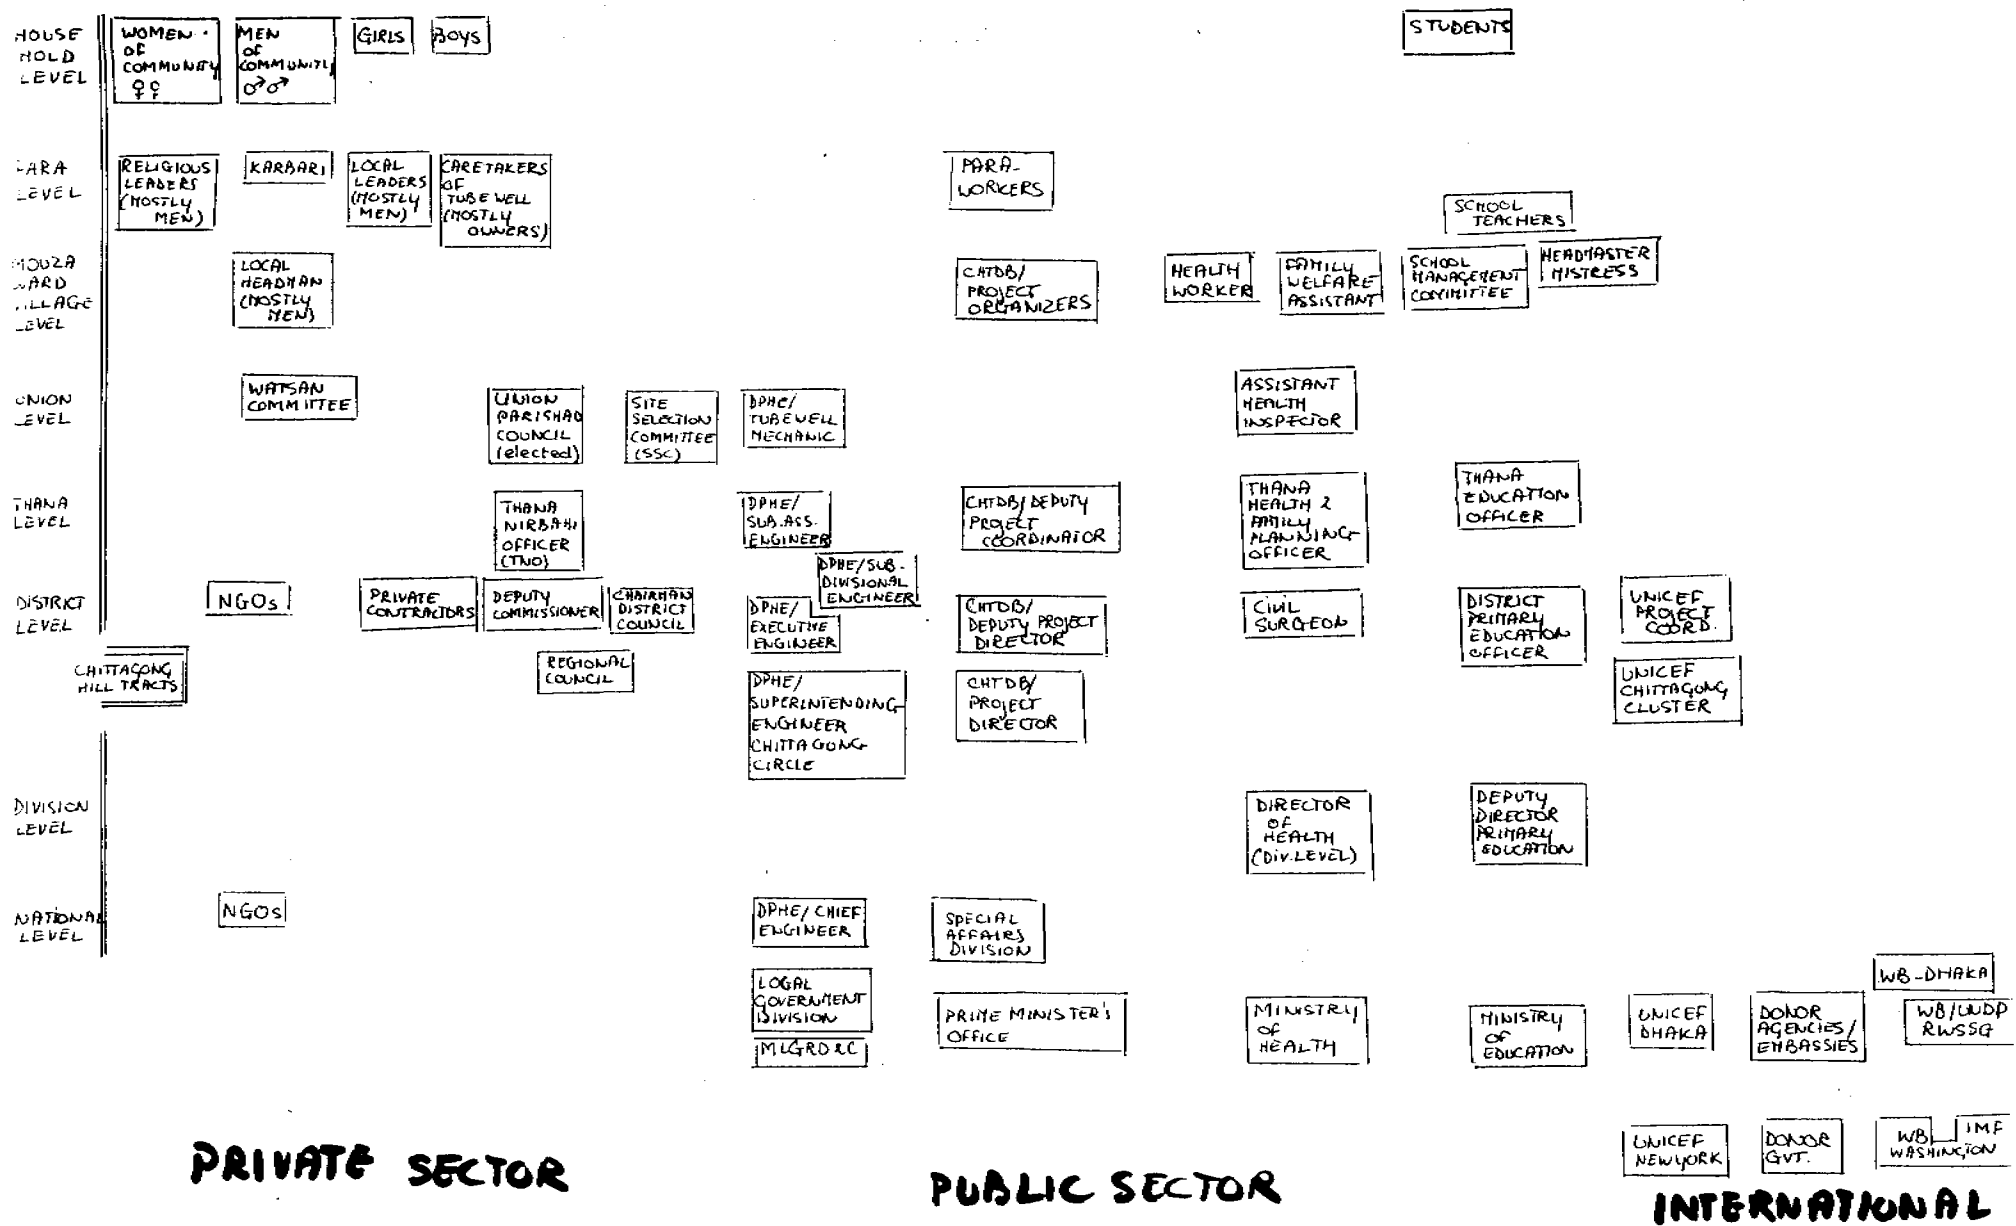 HOUSE
HOLD
LEVEL
WOMEN
OF
COMMUNITY
♀♀
MEN
OF
COMMUNITY
♂♂
GIRLS
BOYS
STUDENTS
PARA
LEVEL
RELIGIOUS
LEADERS
(MOSTLY
MEN)
KARBARI
LOCAL
LEADERS
(MOSTLY
MEN)
CARETAKERS
OF
TUBEWELL
(MOSTLY
OWNERS)
PARA-
WORKERS
SCHOOL
TEACHERS
MOUZA
WARD
VILLAGE
LEVEL
LOCAL
HEADMAN
(MOSTLY
MEN)
CHTDB/
PROJECT
ORGANIZERS
HEALTH
WORKER
FAMILY
WELFARE
ASSISTANT
SCHOOL
MANAGEMENT
COMMITTEE
HEADMASTER
MISTRESS
UNION
LEVEL
WATSAN
COMMITTEE
UNION
PARISHAD
COUNCIL
(elected)
SITE
SELECTION
COMMITTEE
(SSC)
DPHE/
TUBEWELL
MECHANIC
ASSISTANT
HEALTH
INSPECTOR
THANA
LEVEL
THANA
NIRBAHI
OFFICER
(TNO)
DPHE/
SUB.ASS.
ENGINEER
CHTDB/DEPUTY
PROJECT
COORDINATOR
THANA
HEALTH &
FAMILY
PLANNING
OFFICER
THANA
EDUCATION
OFFICER
DPHE/SUB-
DIVISIONAL
ENGINEER
DISTRICT
LEVEL
NGOs
PRIVATE
CONTRACTORS
DEPUTY
COMMISSIONER
CHAIRMAN
DISTRICT
COUNCIL
DPHE/
EXECUTIVE
ENGINEER
CHTDB/
DEPUTY PROJECT
DIRECTOR
CIVIL
SURGEON
DISTRICT
PRIMARY
EDUCATION
OFFICER
UNICEF
PROJECT
COORD.
CHITTAGONG
HILL TRACTS
REGIONAL
COUNCIL
DPHE/
SUPERINTENDING
ENGINEER
CHITTAGONG
CIRCLE
CHTDB/
PROJECT
DIRECTOR
UNICEF
CHITTAGONG
CLUSTER
DIVISION
LEVEL
DIRECTOR
OF
HEALTH
(DIV.LEVEL)
DEPUTY
DIRECTOR
PRIMARY
EDUCATION
NATIONAL
LEVEL
NGOs
DPHE/CHIEF
ENGINEER
SPECIAL
AFFAIRS
DIVISION
LOGAL
GOVERNMENT
DIVISION
MLGRD&C
PRIME MINISTER'S
OFFICE
MINISTRY
OF
HEALTH
MINISTRY
OF
EDUCATION
UNICEF
DHAKA
DONOR
AGENCIES/
EMBASSIES
WB-DHAKA
WB/UNDP
RWSSG
UNICEF
NEWYORK
DONOR
GVT.
WB
IMF
WASHINGTON
PRIVATE SECTOR
PUBLIC SECTOR
INTERNATIONAL